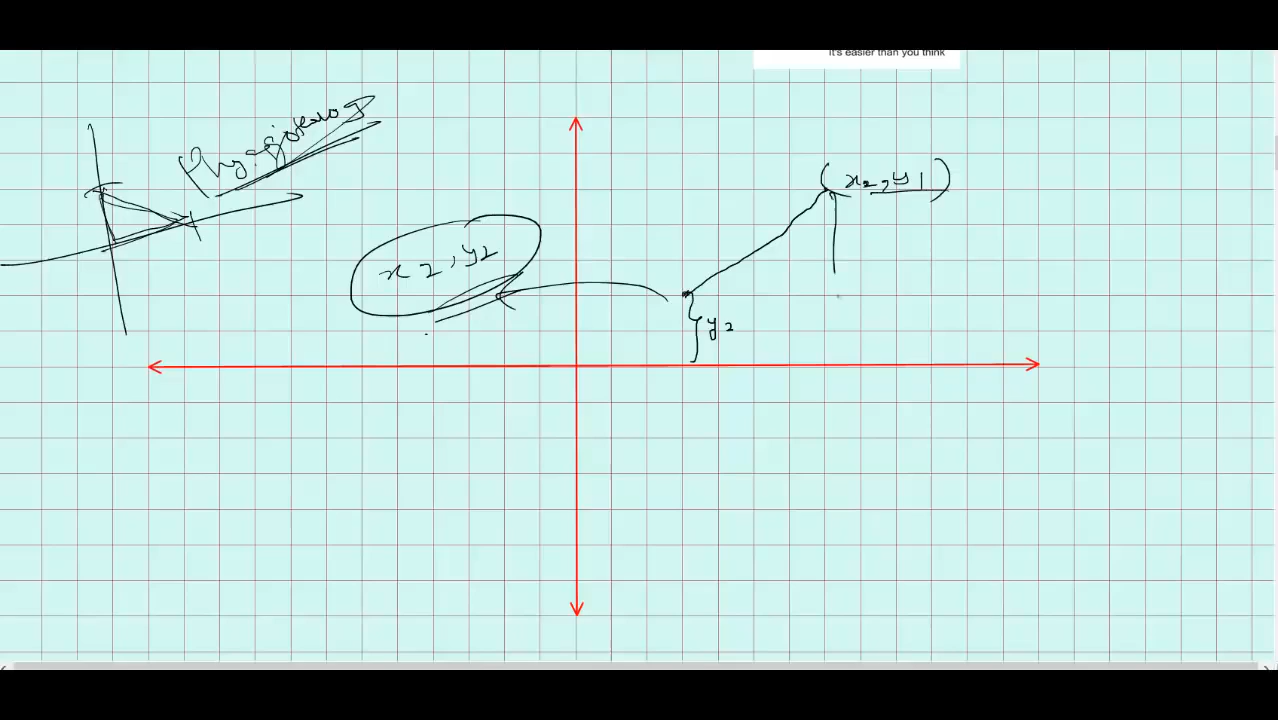 it's easier than you think
(x2, y1)
x2, y2
y2